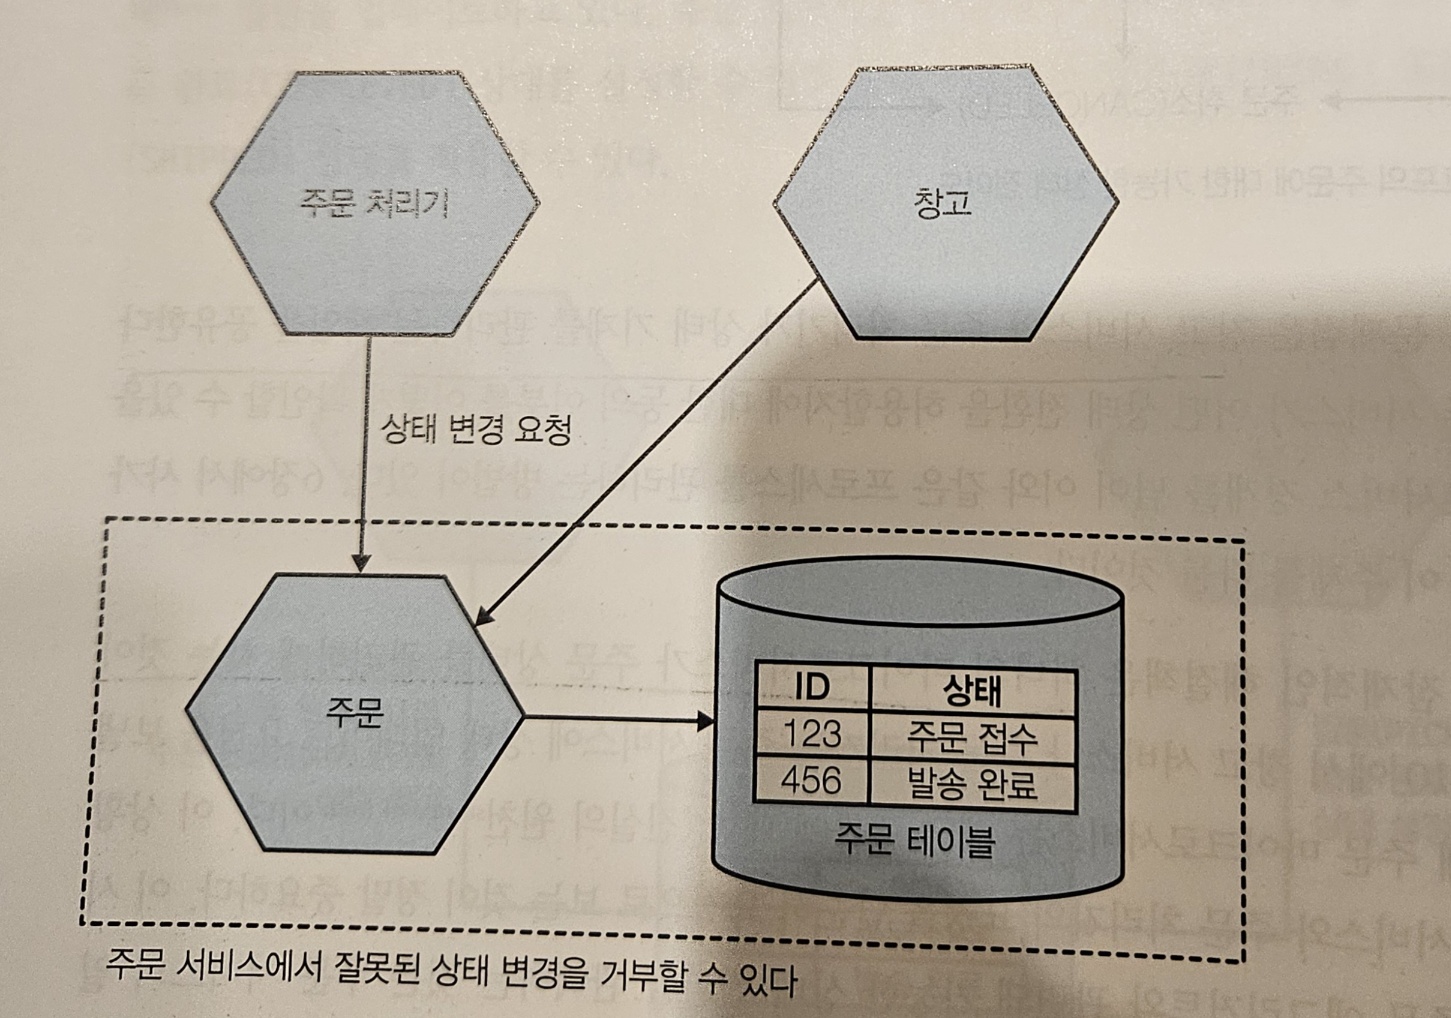 주문 처리기
창고
상태 변경 요청
주문
ID 상태
123 주문 접수
456 발송 완료
주문 테이블
주문 서비스에서 잘못된 상태 변경을 거부할 수 있다